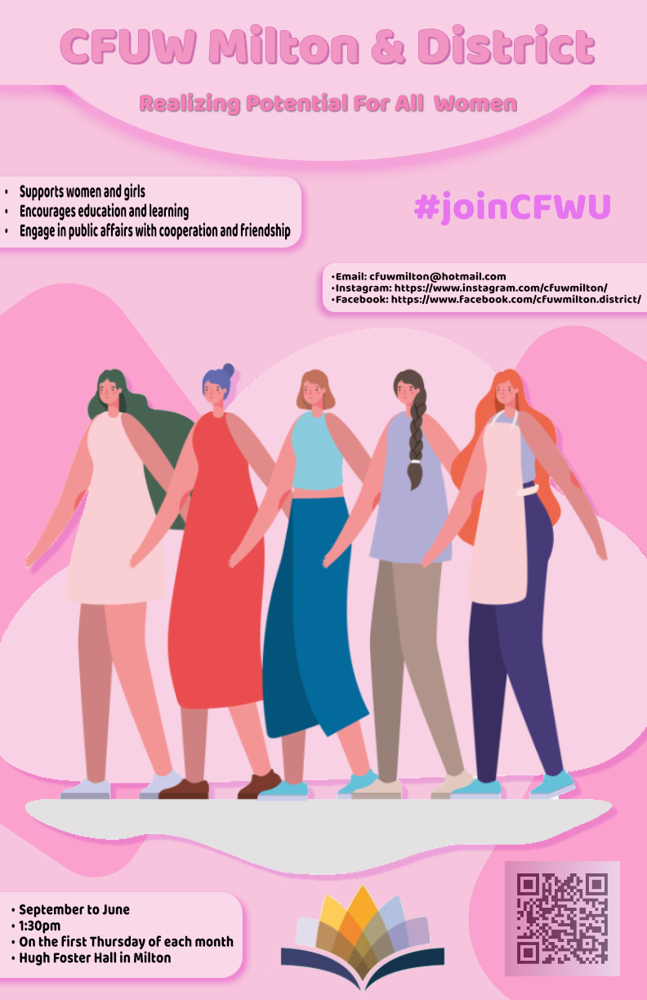 CFUW Milton & District
Realizing Potential For All Women
• Supports women and girls
• Encourages education and learning
• Engage in public affairs with cooperation and friendship
#joinCFWU
•Email: cfuwmilton@hotmail.com
•Instagram: https://www.instagram.com/cfuwmilton/
•Facebook: https://www.facebook.com/cfuwmilton.district/
• September to June
• 1:30pm
• On the first Thursday of each month
• Hugh Foster Hall in Milton